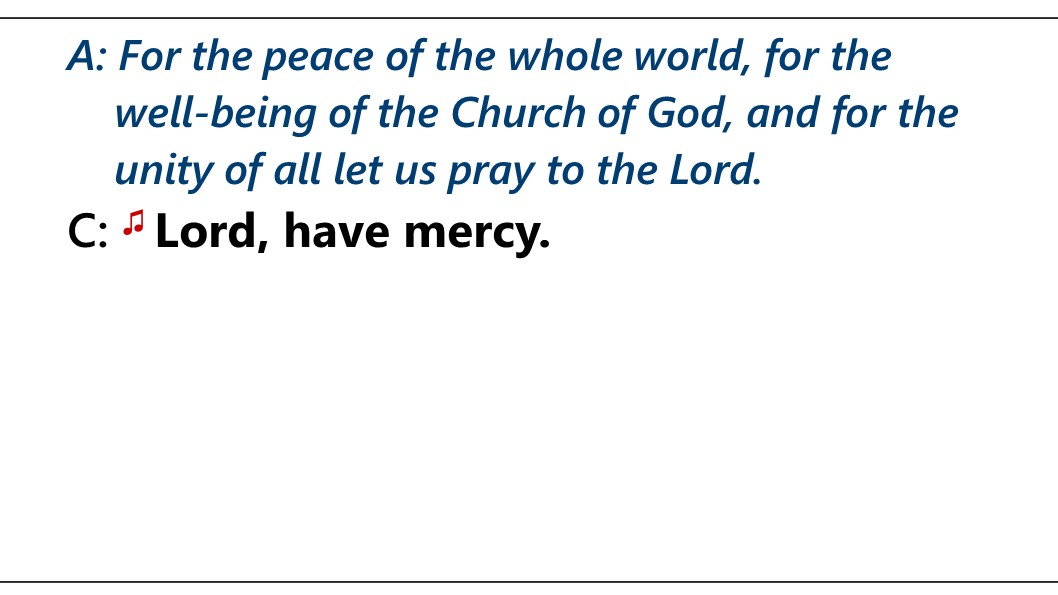 A: For the peace of the whole world, for the
well-being of the Church of God, and for the
unity of all let us pray to the Lord.
C: ♫ Lord, have mercy.